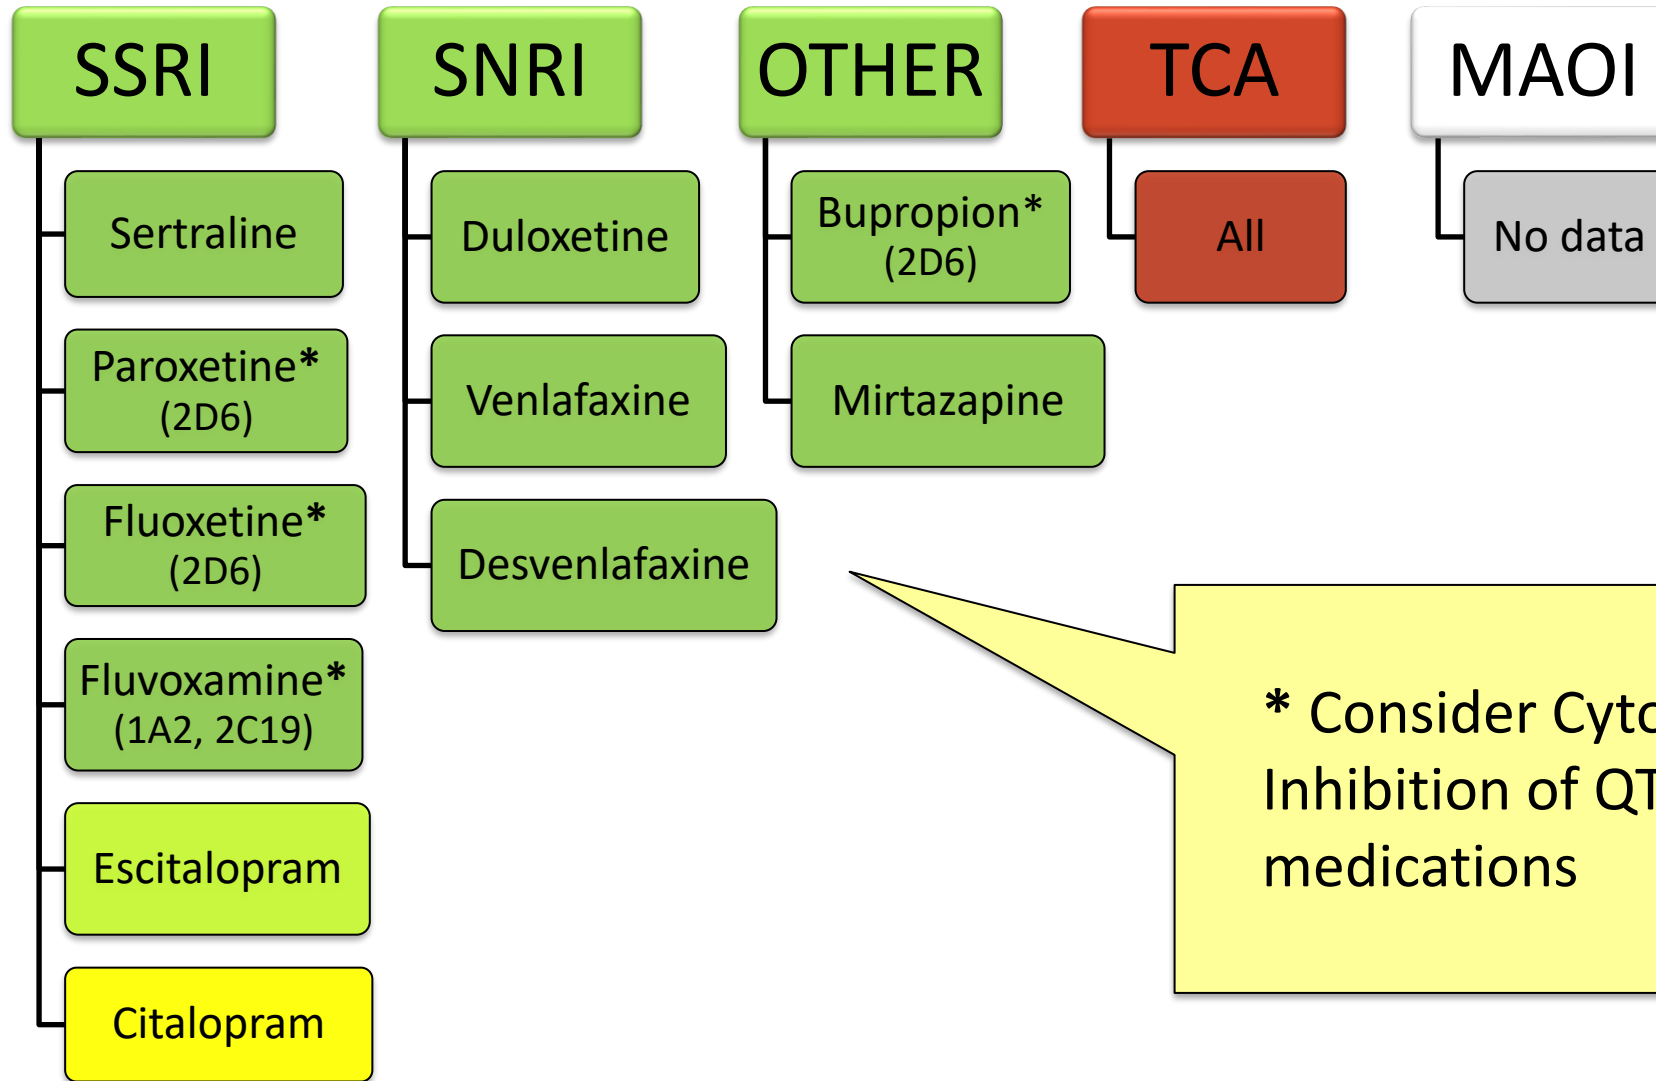 SSRI
Sertraline
Paroxetine*
(2D6)
Fluoxetine*
(2D6)
Fluvoxamine*
(1A2, 2C19)
Escitalopram
Citalopram
SNRI
Duloxetine
Venlafaxine
Desvenlafaxine
OTHER
Bupropion*
(2D6)
Mirtazapine
TCA
All
MAOI
No data
* Consider
Inhibition of
medications